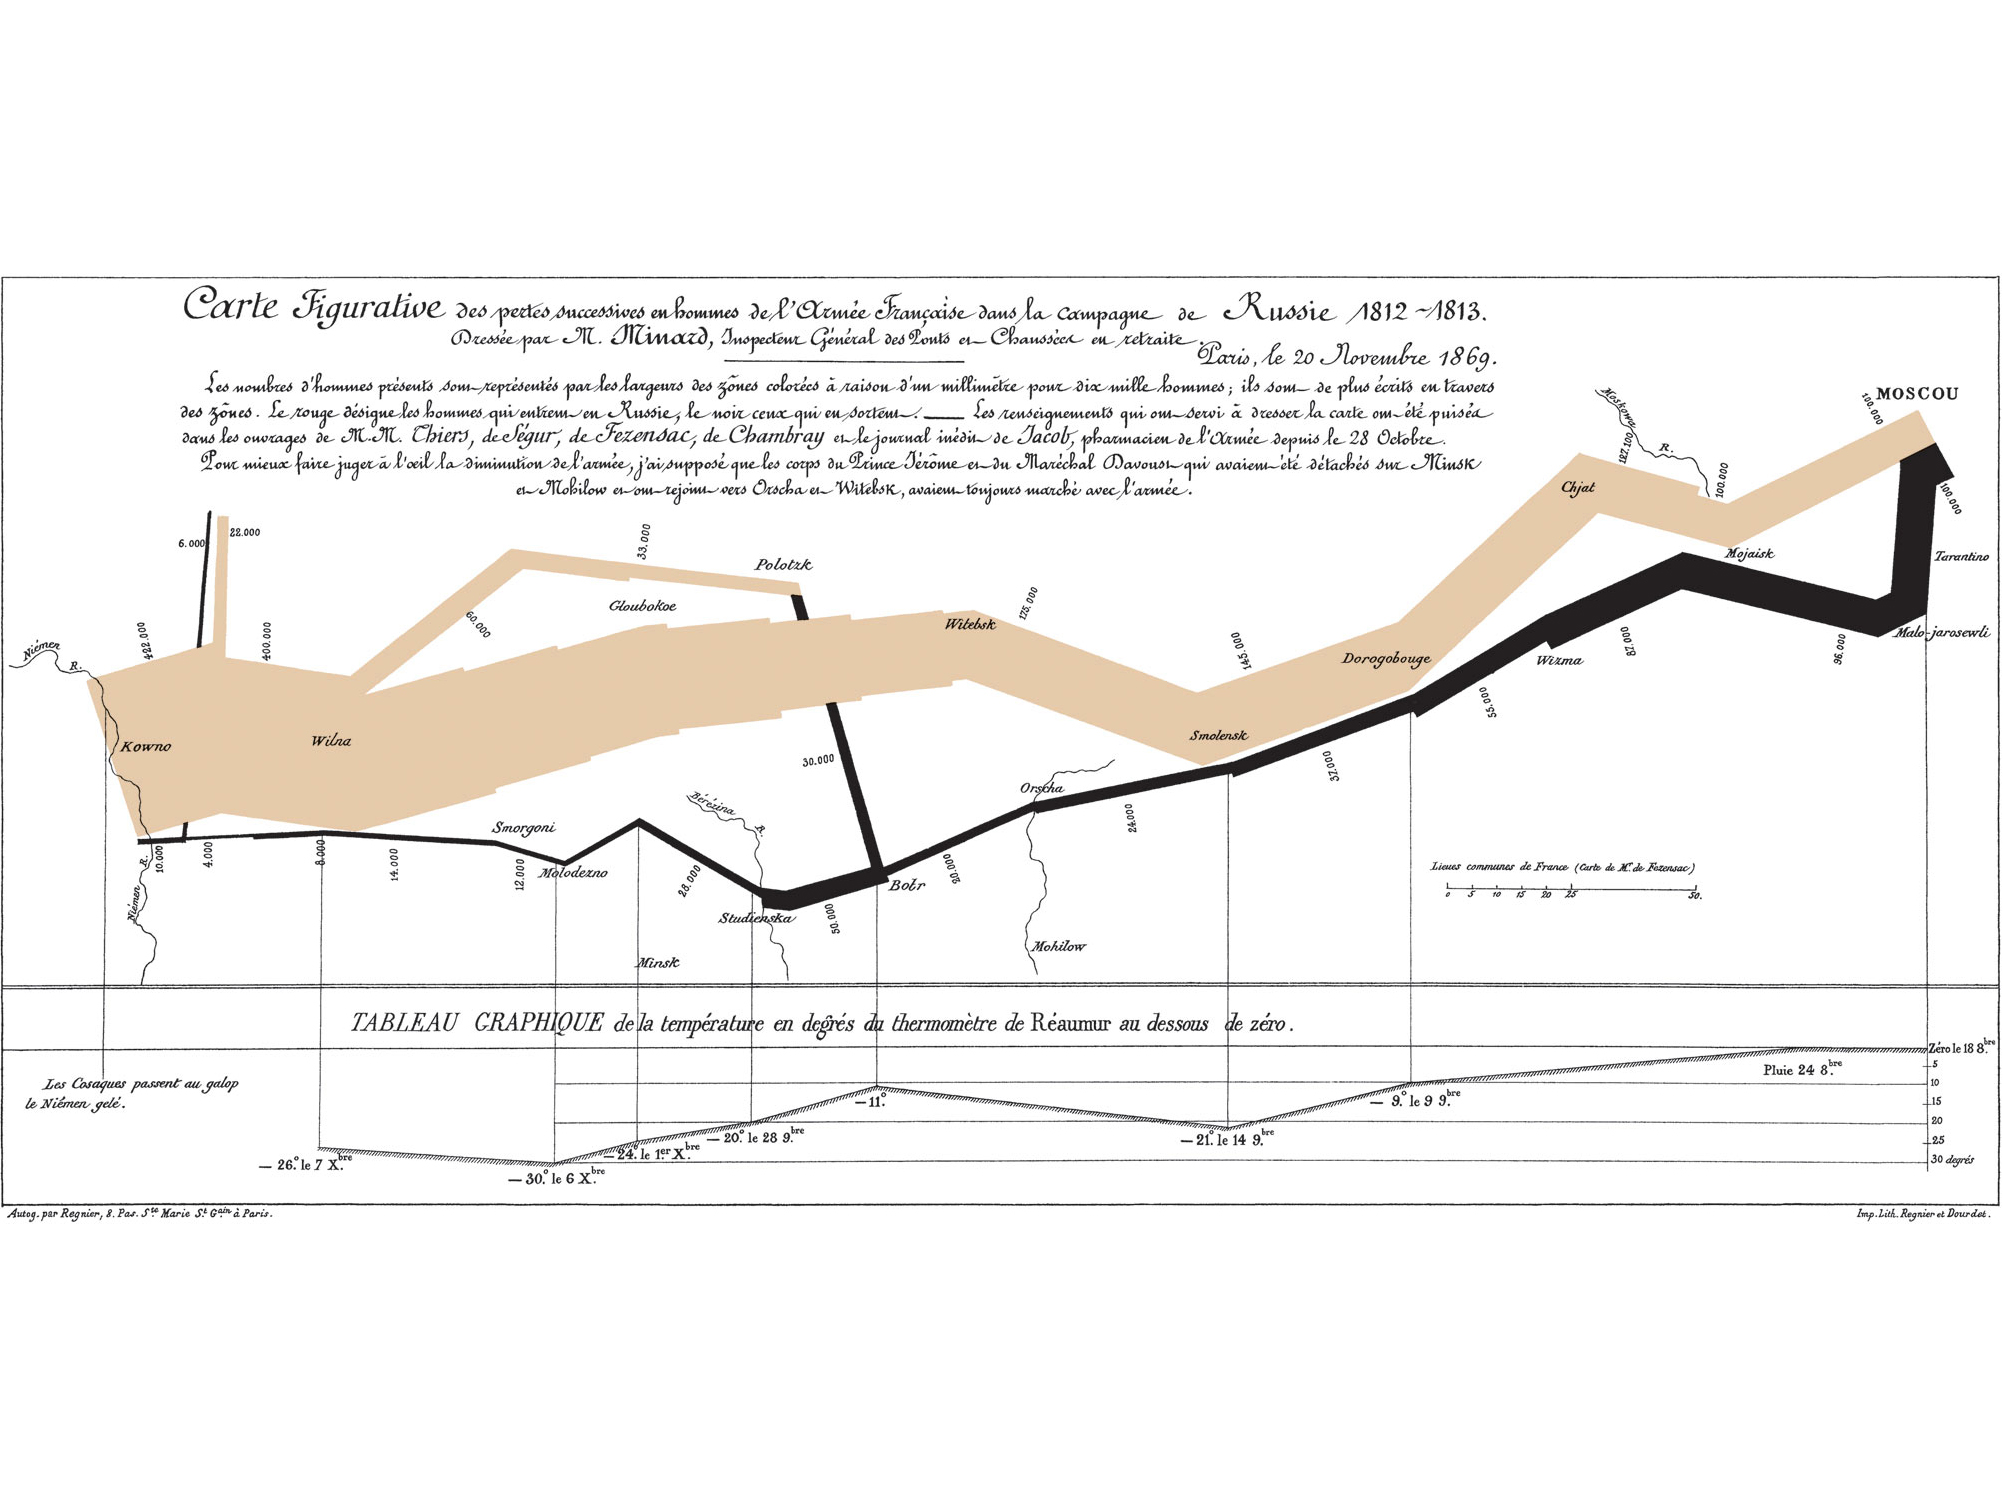 Carte Figurative des pertes successives en hommes de l'Armée Française dans la campagne de Russie 1812~1813.
Dressée par M. Minard, Inspecteur Général des Ponts et Chaussées en retraite.
Paris, le 20 Novembre 1869.
Les nombres d'hommes présents sont représentés par les largeurs des zônes colorées à raison d'un millimètre pour dix mille hommes; ils sont de plus écrits en travers
des zônes. Le rouge désigne les hommes qui entrent en Russie, le noir ceux qui en sortent. — Les renseignements qui ont servi à dresser la carte ont été puisés
dans les ouvrages de M.M. Thiers, de Ségur, de Fezensac, de Chambray et le journal inédit de Jacob, pharmacien de l'Armée depuis le 28 Octobre.
Pour mieux faire juger à l'œil la diminution de l'armée, j'ai supposé que les corps du Prince Jérôme et du Maréchal Davoust qui avaient été détachés sur Minsk
et Mohilow et ont rejoint vers Orscha et Witebsk, avaient toujours marché avec l'armée.
MOSCOU
100.000
Moskowa R.
127.100
100.000
Chjat
100.000
Mojaisk
Tarantino
6.000
22.000
33.000
Polotzk
Gloubokoe
60.000
175.000
Witebsk
422.000
400.000
145.000
Dorogobouge
Wizma
87.000
96.000
Malo-jarosewli
Niémen R.
Kowno
Wilna
Smolensk
55.000
30.000
37.000
Orscha
Bérézina R.
24.000
Smorgoni
10.000
4.000
8.000
14.000
12.000
Molodezno
28.000
Studienska
50.000
Bobr
20.000
Niémen R.
Lieues communes de France (Carte de Mr. de Fezensac)
0 5 10 15 20 25 50.
Mohilow
Minsk
TABLEAU GRAPHIQUE de la température en degrés du thermomètre de Réaumur au dessous de zéro.
Zéro le 18 8.bre
Pluie 24 8.bre
5
10
15
20
25
30 degrés
Les Cosaques passent au galop
le Niémen gelé.
— 26.° le 7 X.bre
— 30.° le 6 X.bre
— 24.° le 1.er X.bre
— 20.° le 28 9.bre
— 11.°
— 21.° le 14 9.bre
— 9.° le 9 9.bre
Autog. par Regnier, 8. Pas. Ste Marie St Gain à Paris.
Imp. Lith. Regnier et Dourdet.